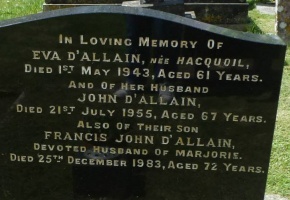 In Loving Memory Of
EVA D'ALLAIN, NÉE HACQUOIL,
Died 1ST May 1943, Aged 61 Years.
And Of Her Husband
JOHN D'ALLAIN,
Died 21ST July 1955, Aged 67 Years.
Also Of Their Son
FRANCIS JOHN D'ALLAIN,
Devoted Husband Of Marjorie.
Died 25TH December 1983, Aged 72 Years.